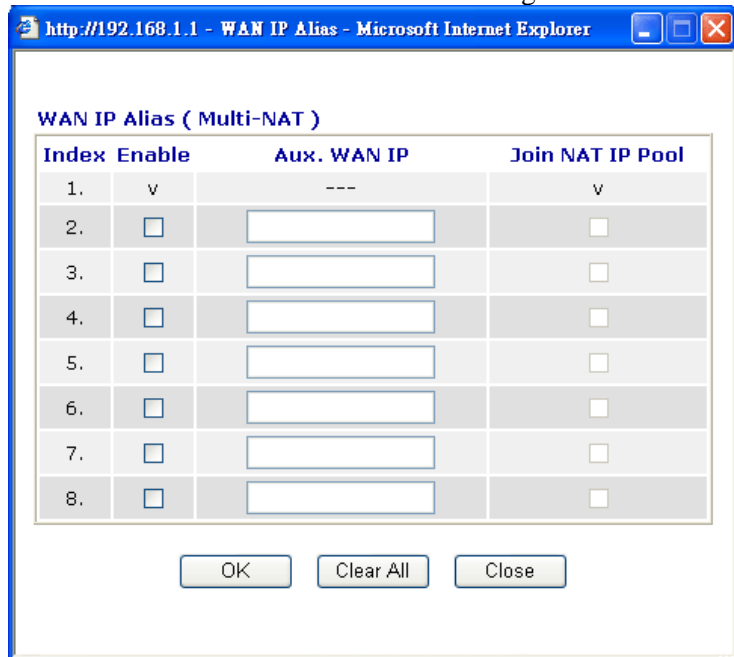 http://192.168.1.1 - WAN IP Alias - Microsoft Internet Explorer
WAN IP Alias ( Multi-NAT )
Index Enable Aux. WAN IP Join NAT IP Pool
1. v --- v
2.
3.
4.
5.
6.
7.
8.
OK Clear All Close